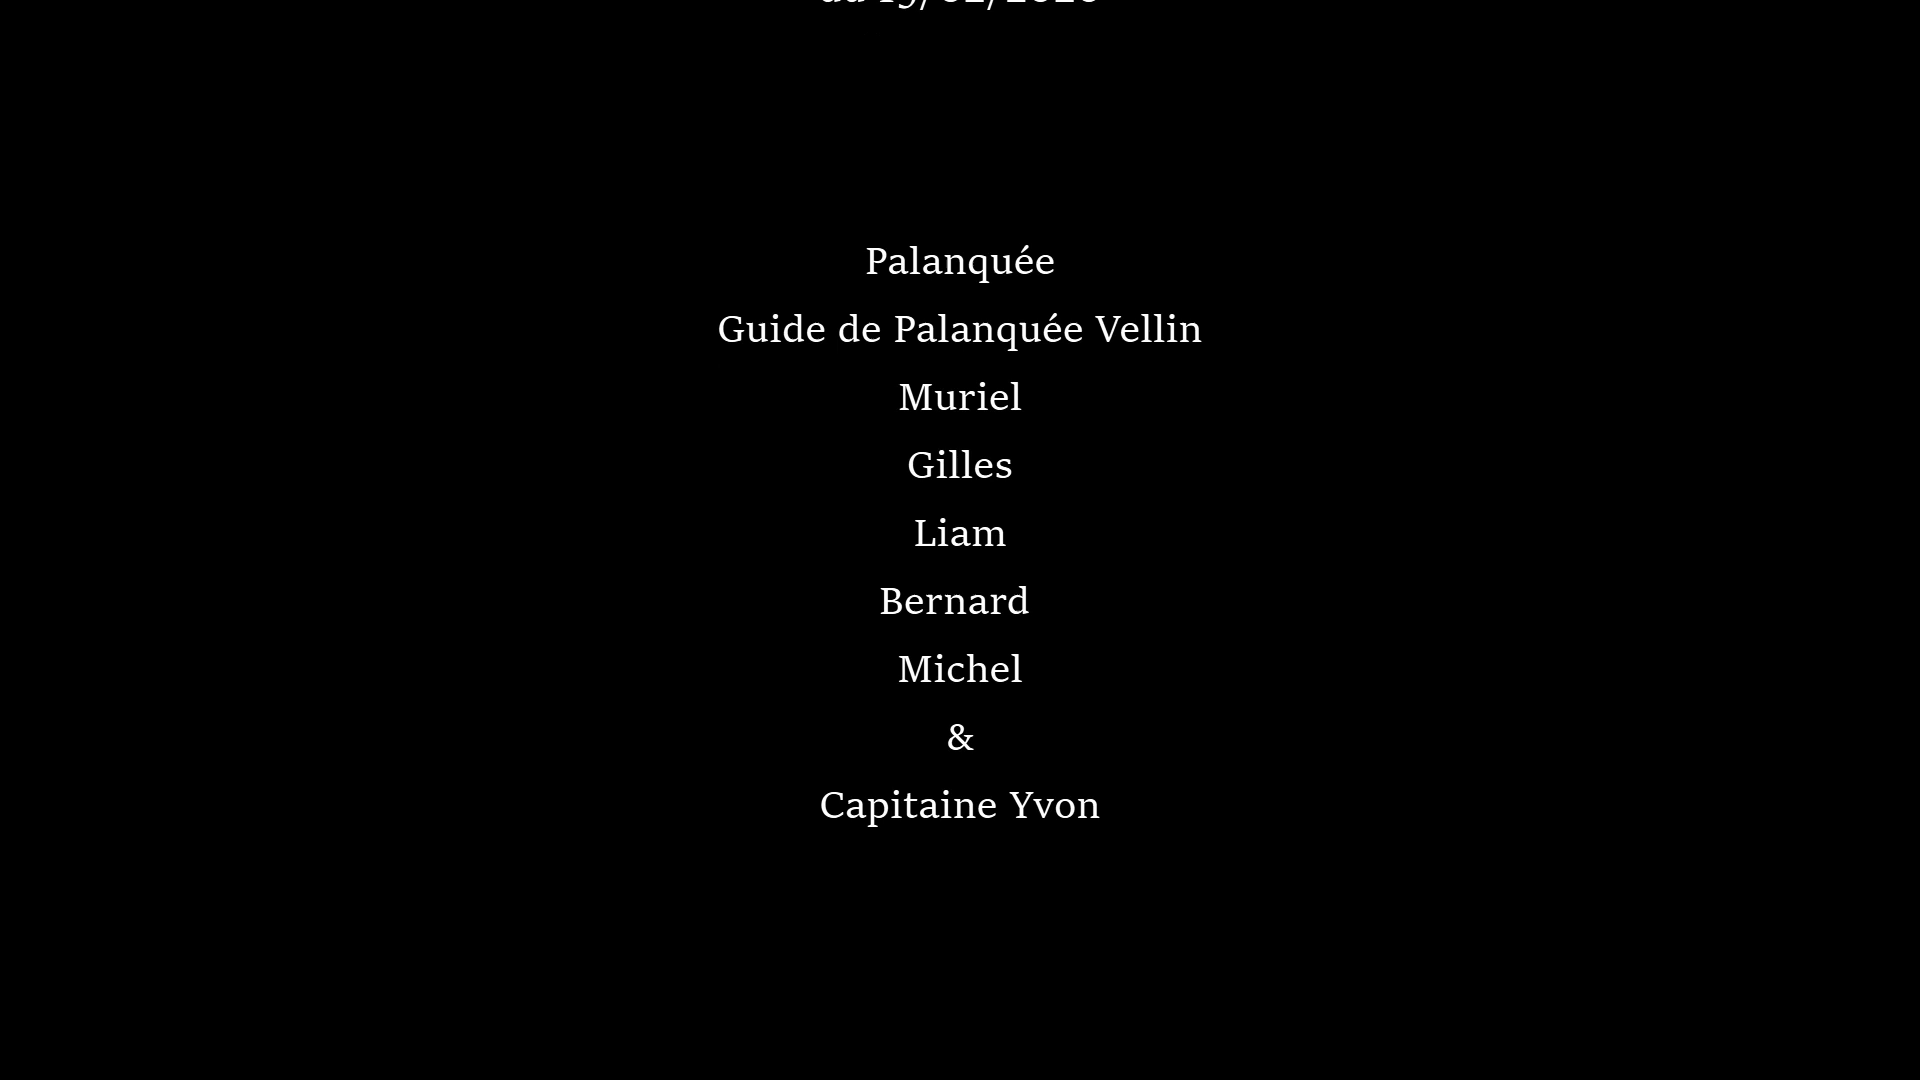 Palanquée
Guide de Palanquée Vellin
Muriel
Gilles
Liam
Bernard
Michel
&
Capitaine Yvon